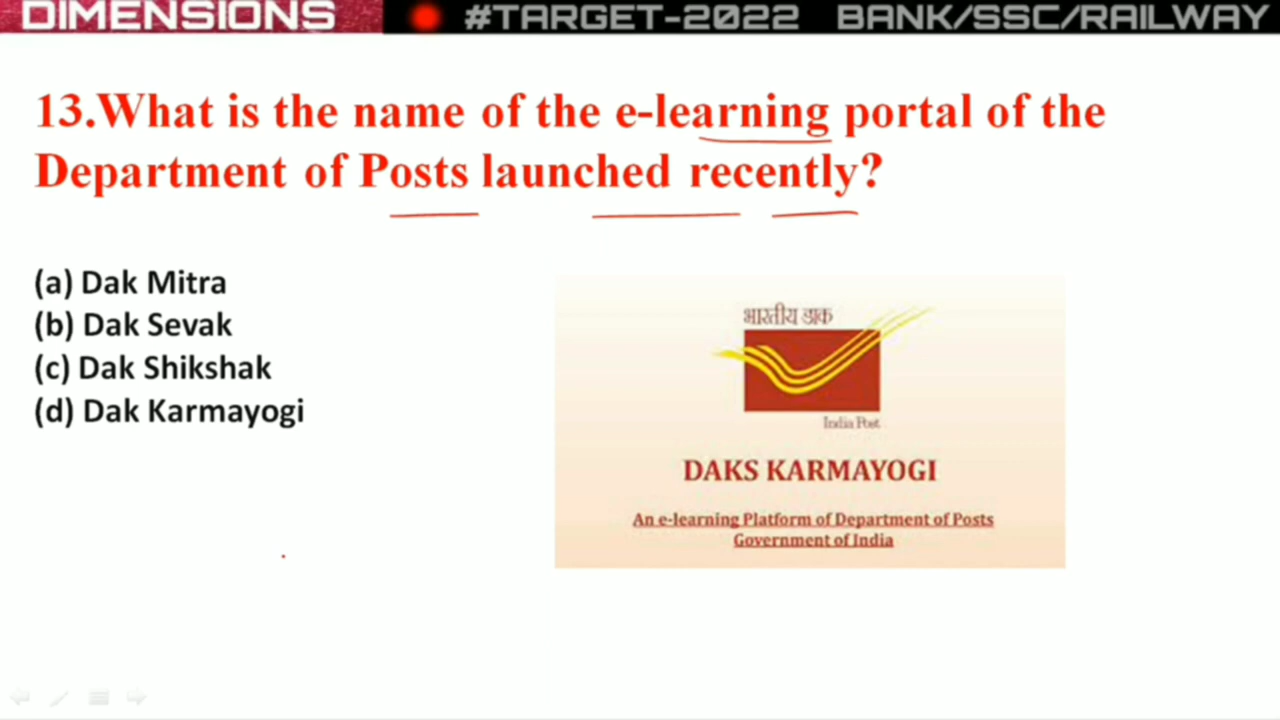 DIMENSIONS #TARGET-2022 BANK/SSC/RAILWAY
13.What is the name of the e-learning portal of the
Department of Posts launched recently?
(a) Dak Mitra
(b) Dak Sevak
(c) Dak Shikshak
(d) Dak Karmayogi
भारतीय डाक
India Post
DAKS KARMAYOGI
An e-learning Platform of Department of Posts
Government of India